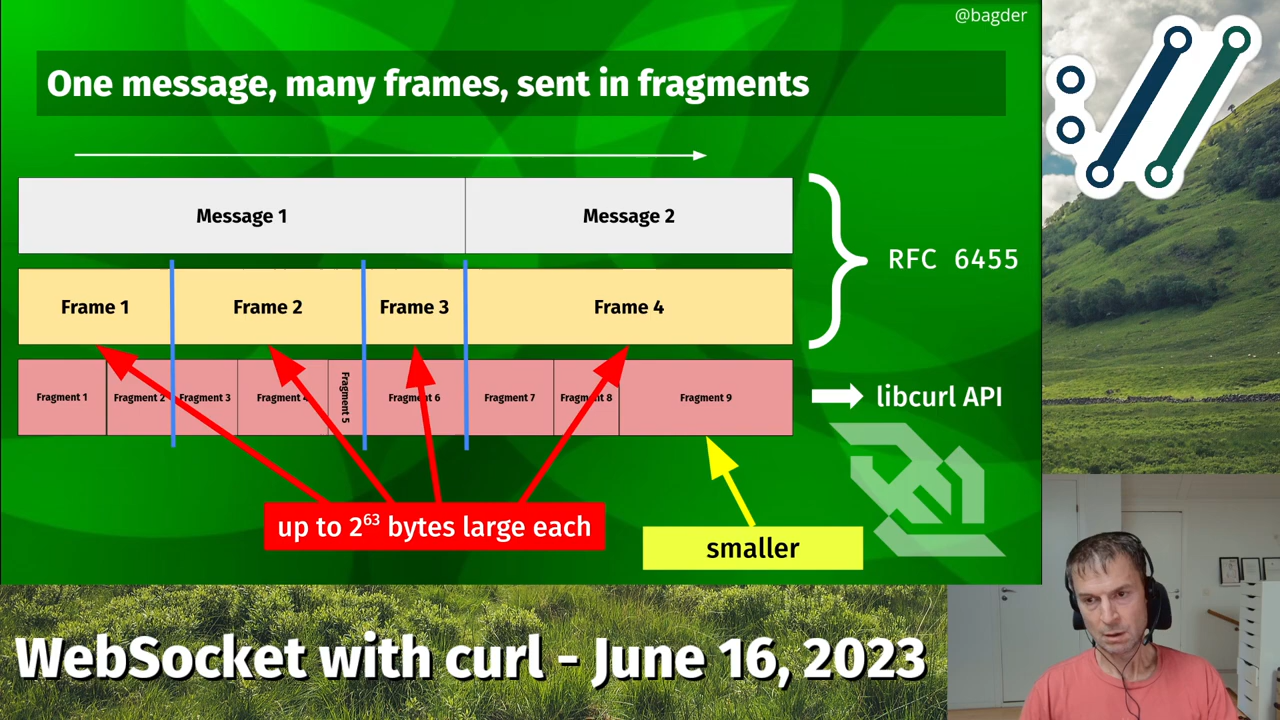 @bagder
One message, many frames, sent in fragments
Message 1
Message 2
RFC 6455
Frame 1
Frame 2
Frame 3
Frame 4
Fragment 1
Fragment 2
Fragment 3
Fragment 4
Fragment 5
Fragment 6
Fragment 7
Fragment 8
Fragment 9
libcurl API
up to 2⁶³ bytes large each
smaller
WebSocket with curl - June 16, 2023